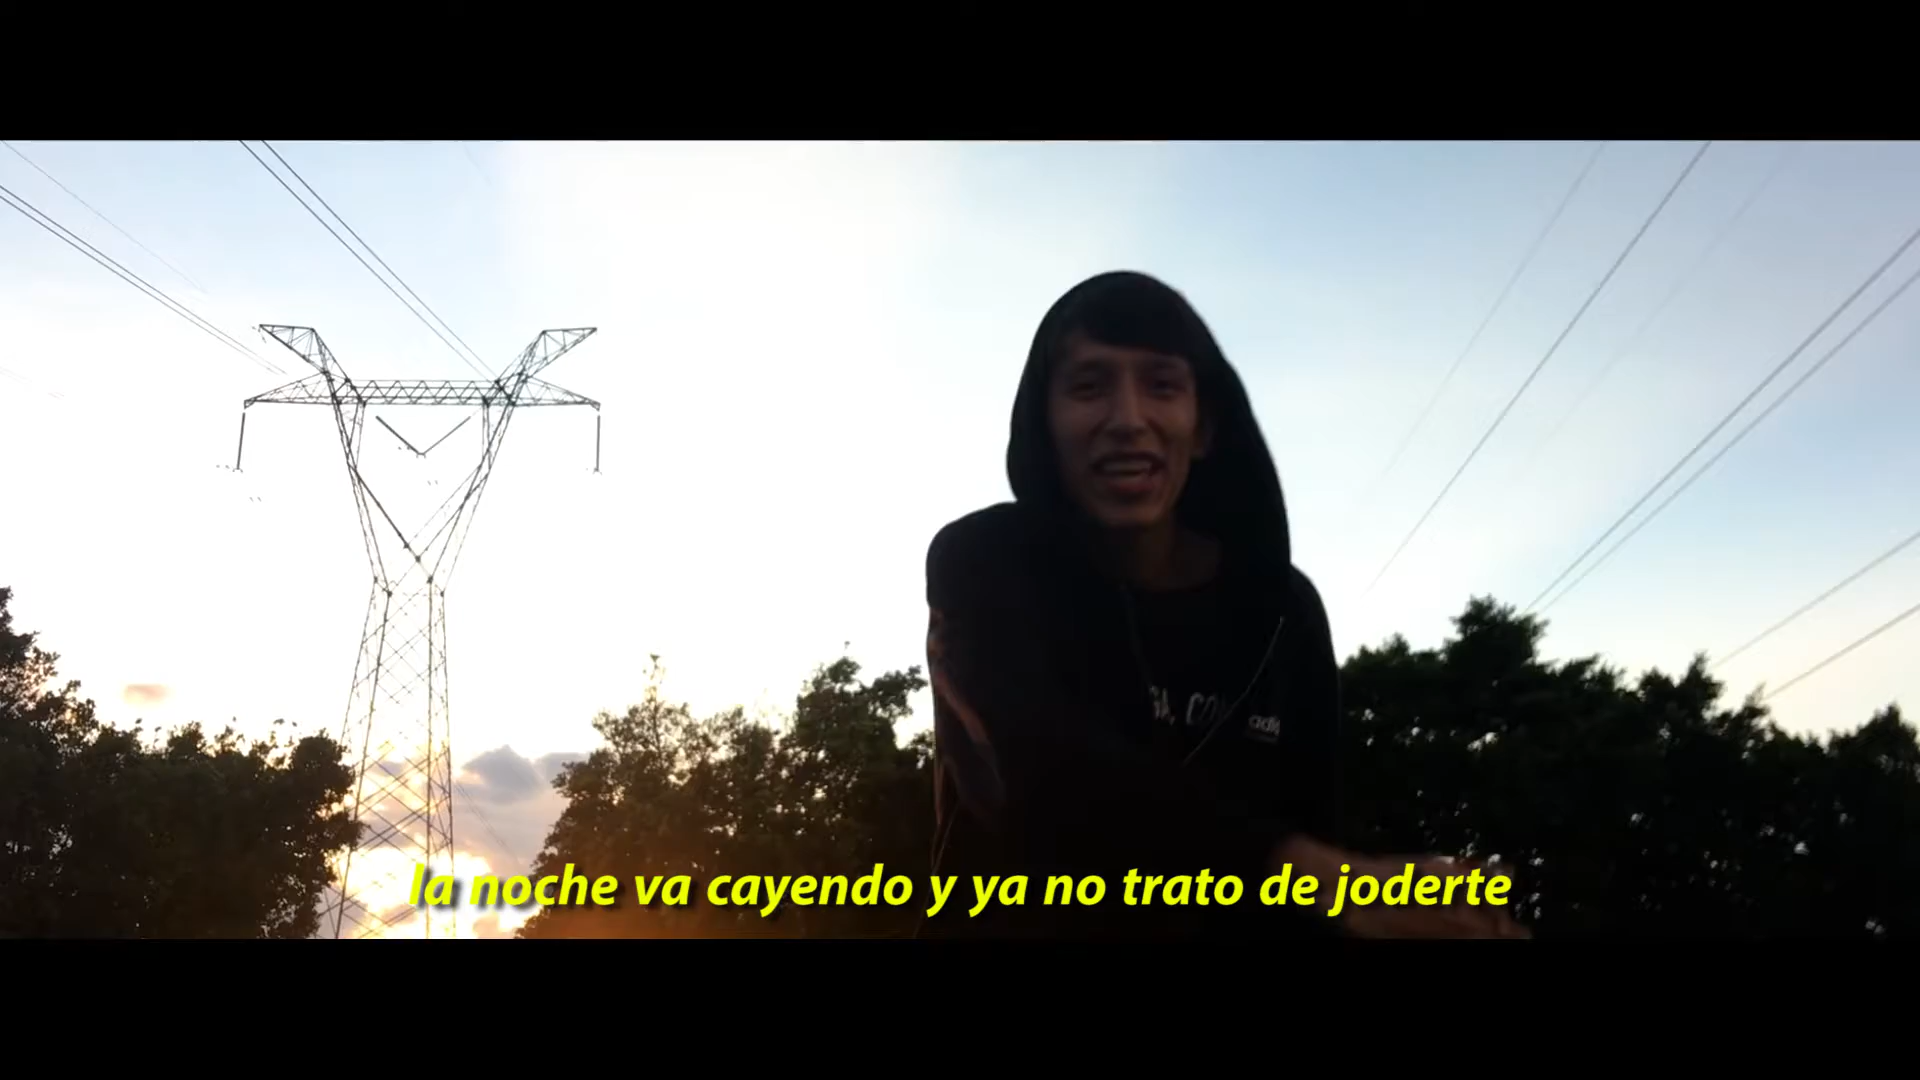 la noche va cayendo y ya no trato de joderte